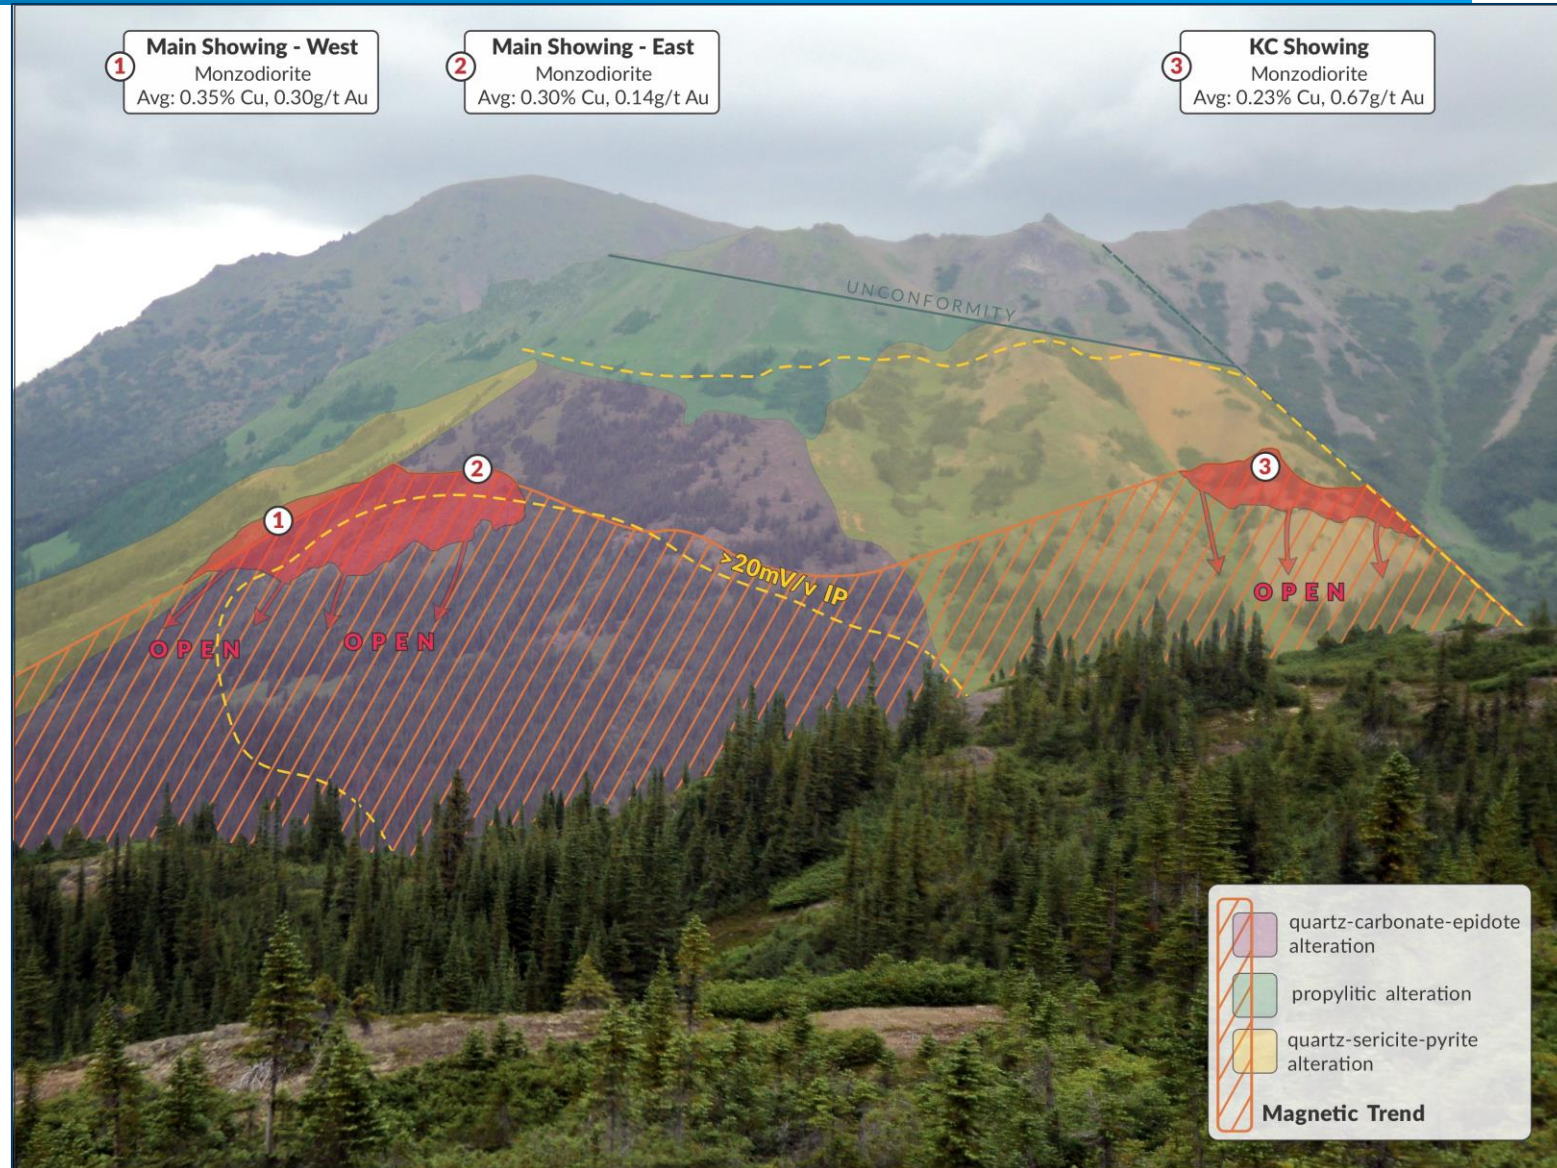 1
Main Showing - West
Monzodiorite
Avg: 0.35% Cu, 0.30g/t Au
2
Main Showing - East
Monzodiorite
Avg: 0.30% Cu, 0.14g/t Au
3
KC Showing
Monzodiorite
Avg: 0.23% Cu, 0.67g/t Au
UNCONFORMITY
2
3
1
>20mV/v IP
OPEN
OPEN
OPEN
quartz-carbonate-epidote
alteration
propylitic alteration
quartz-sericite-pyrite
alteration
Magnetic Trend